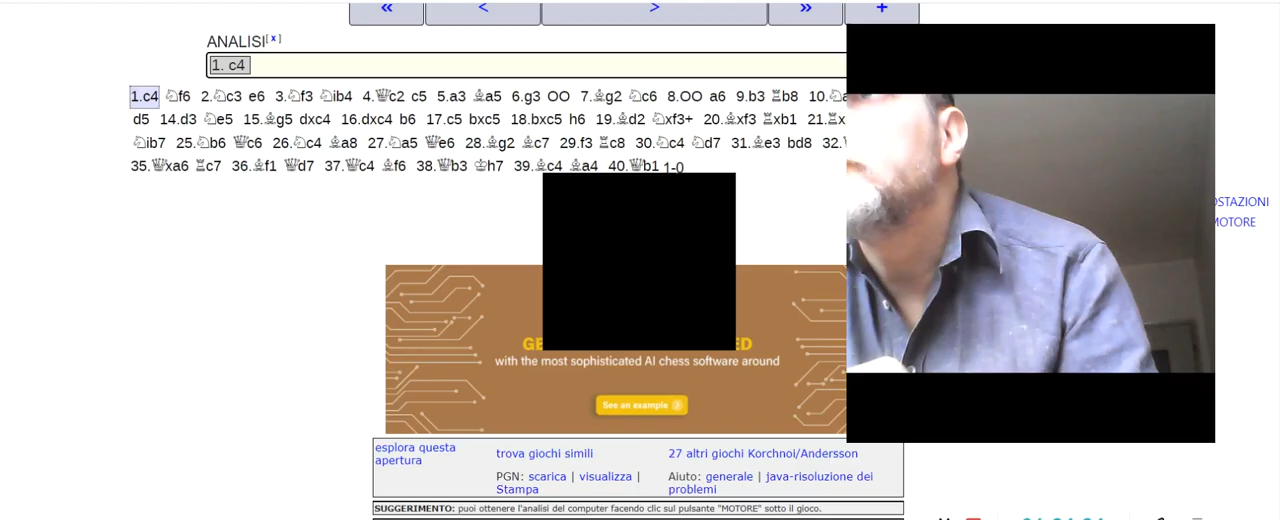 « < > » +
ANALISI[x]
1. c4
1.c4 ♘f6 2.♘c3 e6 3.♘f3 ♘ib4 4.♕c2 c5 5.a3 ♗a5 6.g3 OO 7.♗g2 ♘c6 8.OO a6 9.b3 ♖b8 10.♘
d5 14.d3 ♘e5 15.♗g5 dxc4 16.dxc4 b6 17.c5 bxc5 18.bxc5 h6 19.♗d2 ♘xf3+ 20.♗xf3 ♖xb1 21.♖x
♘ib7 25.♘b6 ♕c6 26.♘c4 ♗a8 27.♘a5 ♕e6 28.♗g2 ♗c7 29.f3 ♖c8 30.♘c4 ♘d7 31.♗e3 bd8 32.
35.♕xa6 ♖c7 36.♗f1 ♕d7 37.♕c4 ♗f6 38.♕b3 ♔h7 39.♗c4 ♗a4 40.♕b1 1-0
OSTAZIONI
MOTORE
GE ED
with the most sophisticated AI chess software around
See an example
esplora questa apertura
trova giochi simili
27 altri giochi Korchnoi/Andersson
PGN: scarica | visualizza |
Stampa
Aiuto: generale | java-risoluzione dei
problemi
SUGGERIMENTO: puoi ottenere l'analisi del computer facendo clic sul pulsante "MOTORE" sotto il gioco.